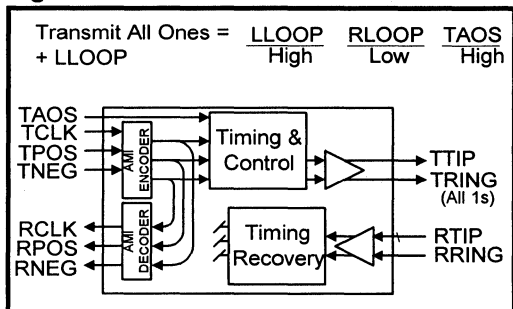 Transmit All Ones = LLOOP RLOOP TAOS
+ LLOOP High Low High
TAOS
TCLK
TPOS
TNEG
AMI
ENCODER
Timing &
Control
TTIP
TRING
(All 1s)
RCLK
RPOS
RNEG
AMI
DECODER
Timing
Recovery
RTIP
RRING